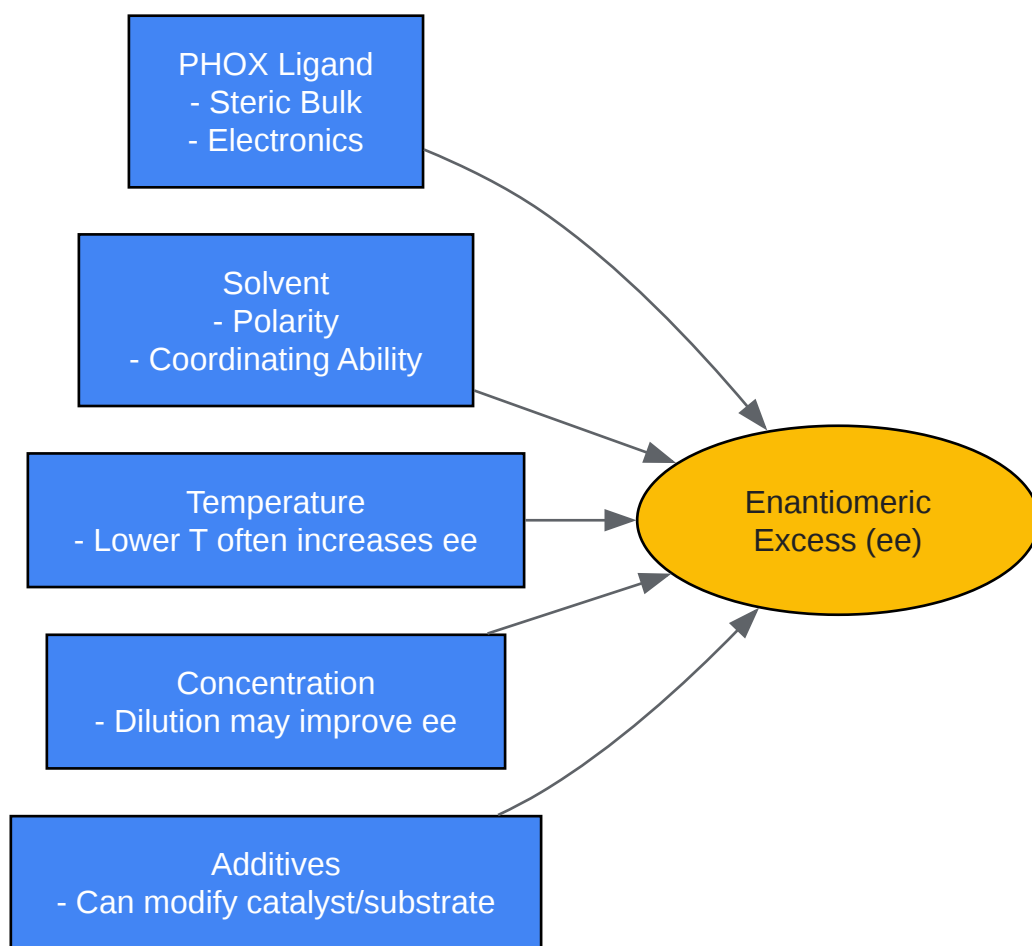 PHOX Ligand
- Steric Bulk
- Electronics
Solvent
- Polarity
- Coordinating Ability
Temperature
- Lower T often increases ee
Concentration
- Dilution may improve ee
Additives
- Can modify catalyst/substrate
Enantiomeric
Excess (ee)